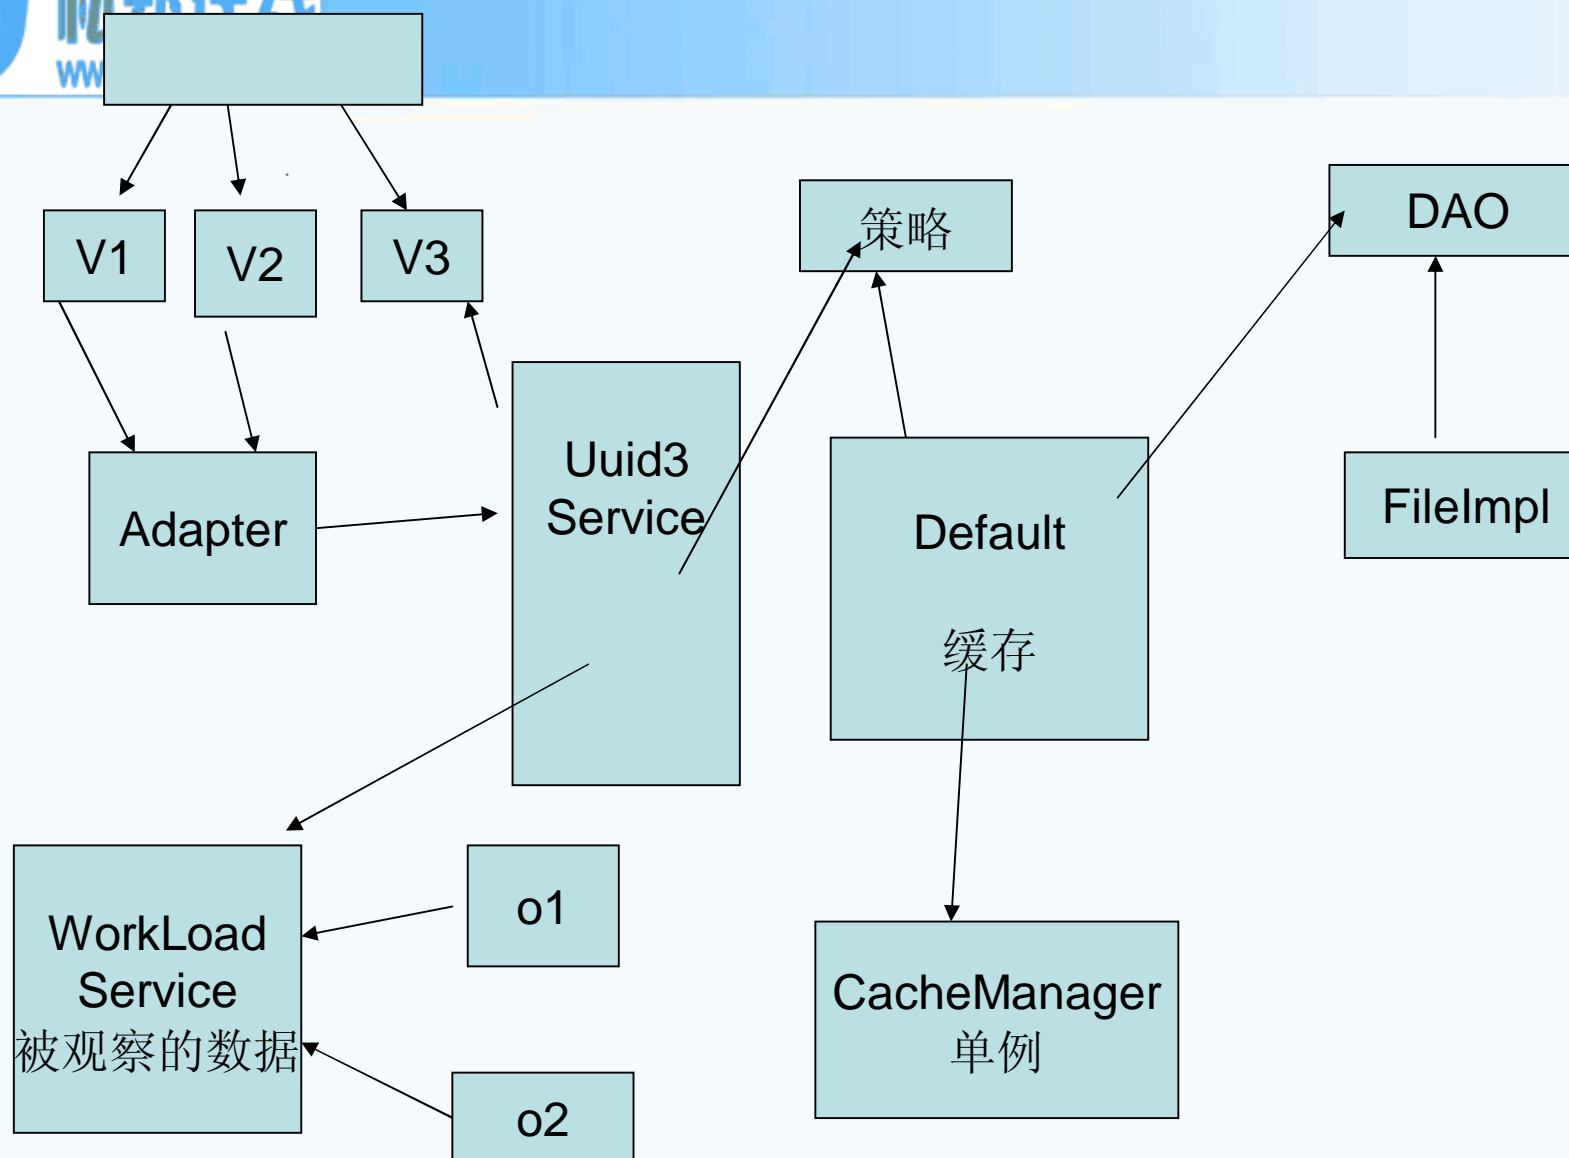 V1
V2
V3
策略
DAO
Uuid3
Service
Adapter
Default
缓存
FileImpl
WorkLoad
Service
被观察的数据
o1
o2
CacheManager
单例